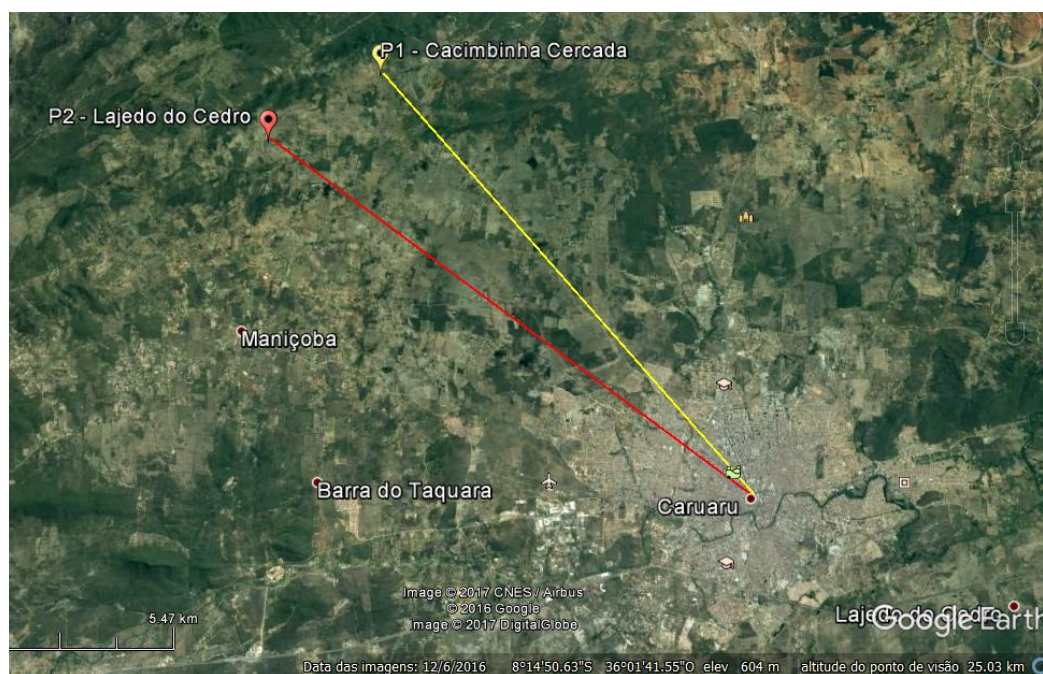 P1 - Cacimbinha Cercada
P2 - Lajedo do Cedro
Maniçoba
Barra do Taquara
Caruaru
Image © 2017 CNES / Airbus
© 2016 Google
Image © 2017 DigitalGlobe
5.47 km
Lajedo do Cedro
Google Earth
Data das imagens: 12/6/2016 8°14'50.63"S 36°01'41.55"O elev 604 m altitude do ponto de visão 25.03 km